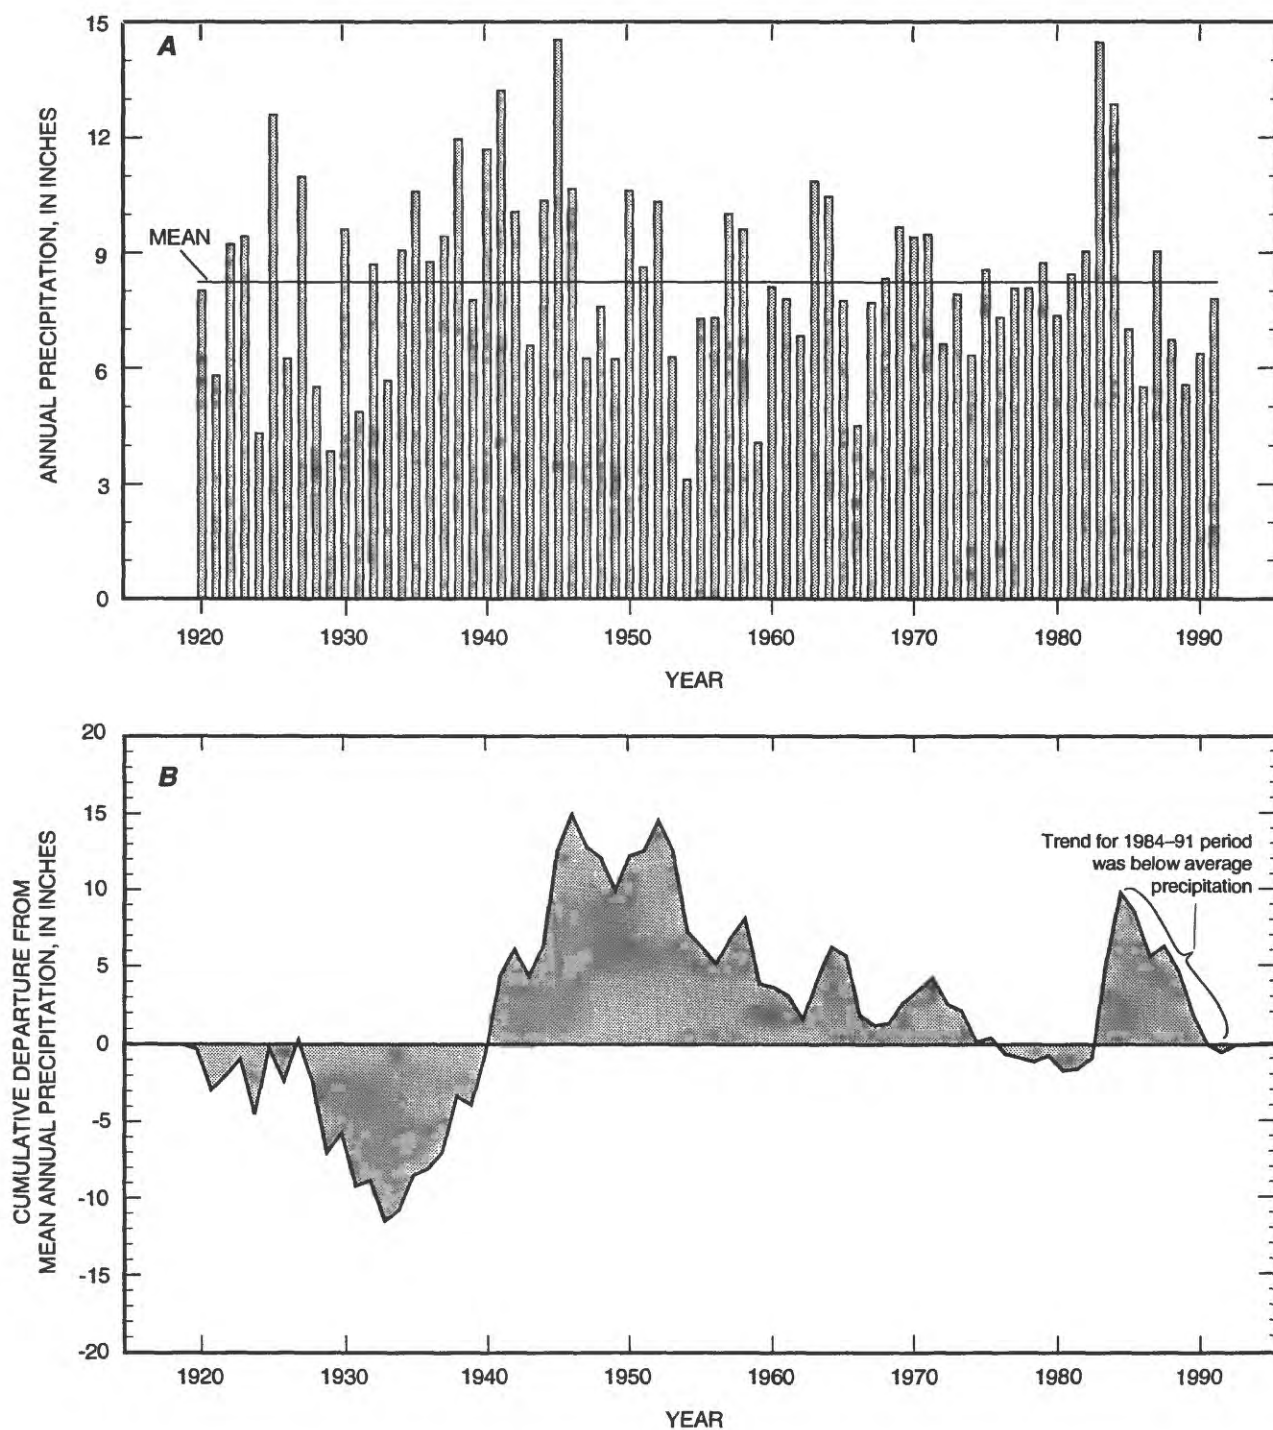 A
15
12
9
6
3
0
ANNUAL PRECIPITATION, IN INCHES
MEAN
1920 1930 1940 1950 1960 1970 1980 1990
YEAR
B
20
15
10
5
0
-5
-10
-15
-20
CUMULATIVE DEPARTURE FROM
MEAN ANNUAL PRECIPITATION, IN INCHES
Trend for 1984–91 period
was below average
precipitation
1920 1930 1940 1950 1960 1970 1980 1990
YEAR